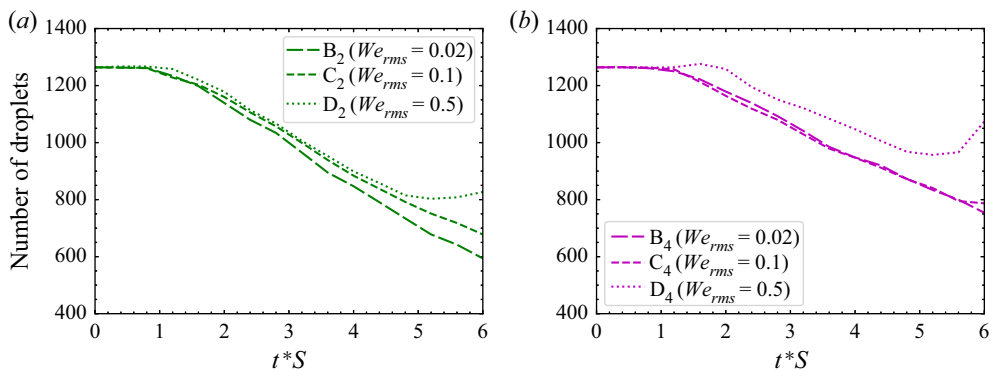 (a)
1400
1200
1000
800
600
400
Number of droplets
B2 (Werms = 0.02)
C2 (Werms = 0.1)
D2 (Werms = 0.5)
0 1 2 3 4 5 6
t*S
(b)
1400
1200
1000
800
600
400
B4 (Werms = 0.02)
C4 (Werms = 0.1)
D4 (Werms = 0.5)
0 1 2 3 4 5 6
t*S